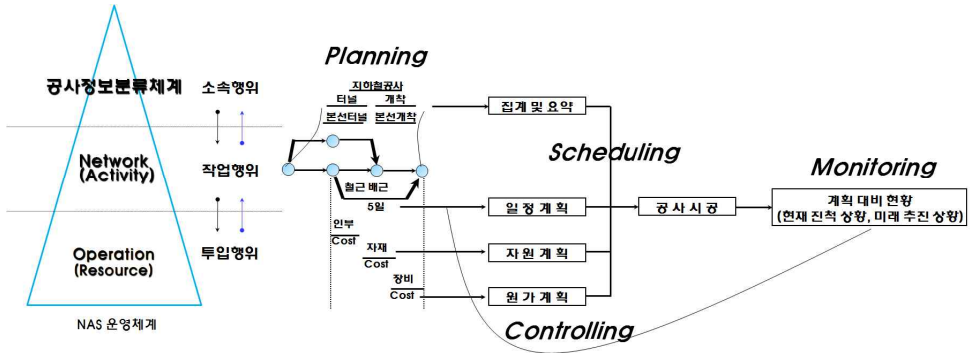 Planning
공사정보분류체계
소속행위
지하철공사
터널
개착
본선터널
본선개착
집계 및 요약
Scheduling
Monitoring
Network
(Activity)
작업행위
철근 배근
5일
일정 계획
공사 시공
계획 대비 현황
(현재 진척 상황, 미래 추진 상황)
인부
Cost
Operation
(Resource)
투입행위
자재
Cost
자 원 계 획
장비
Cost
원 가 계 획
NAS 운영체계
Controlling